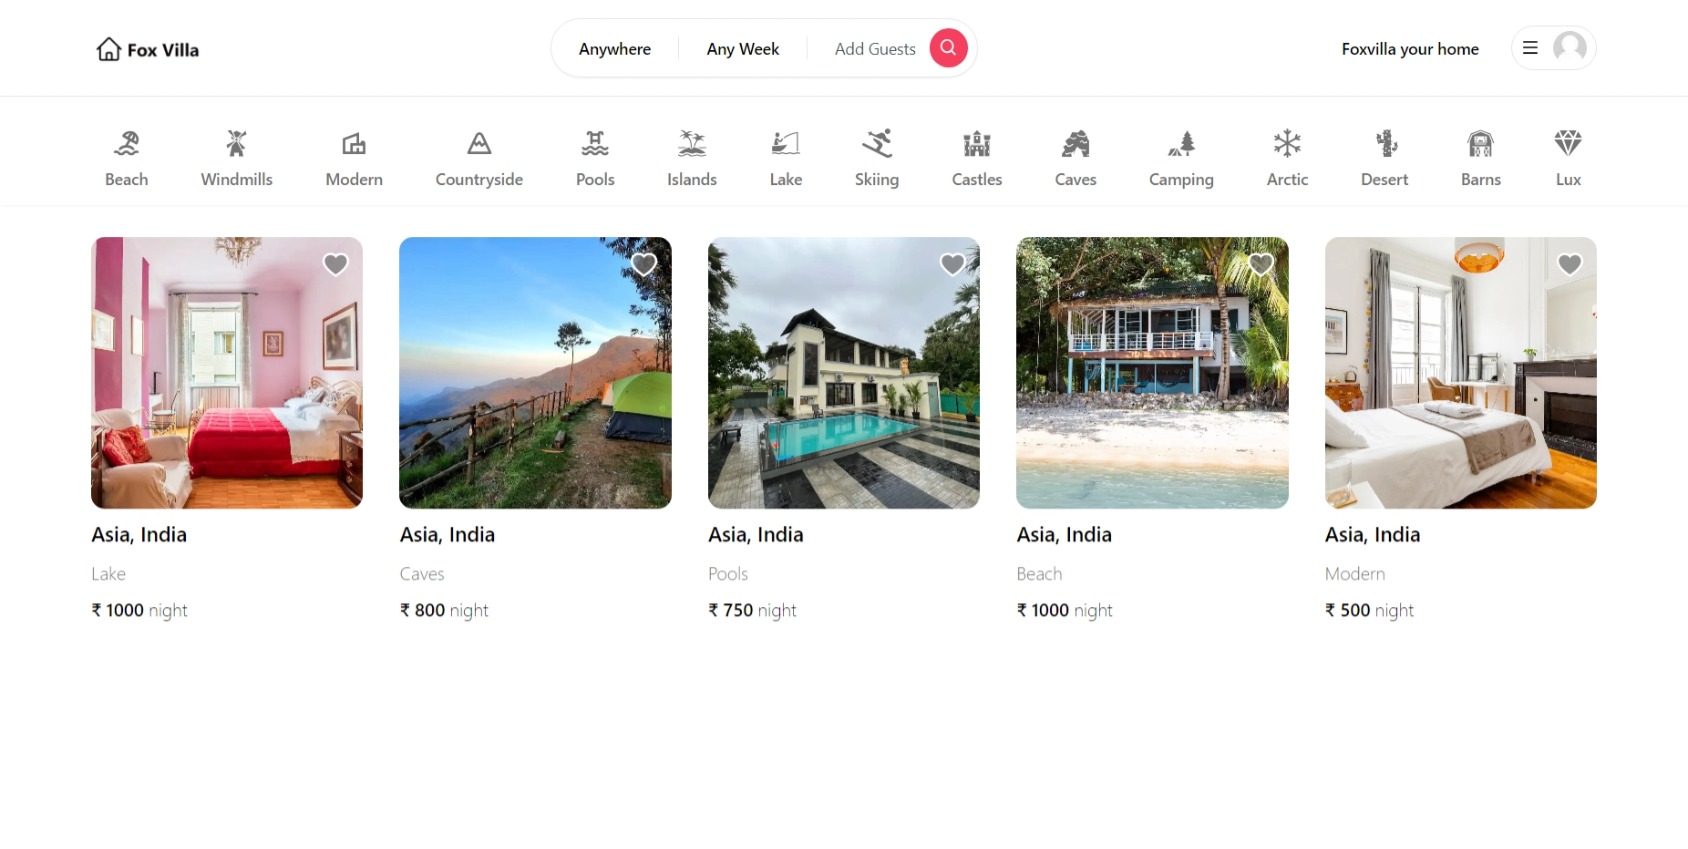 Fox Villa
Anywhere
Any Week
Add Guests
Foxvilla your home
Beach
Windmills
Modern
Countryside
Pools
Islands
Lake
Skiing
Castles
Caves
Camping
Arctic
Desert
Barns
Lux
Asia, India
Lake
₹ 1000 night
Asia, India
Caves
₹ 800 night
Asia, India
Pools
₹ 750 night
Asia, India
Beach
₹ 1000 night
Asia, India
Modern
₹ 500 night